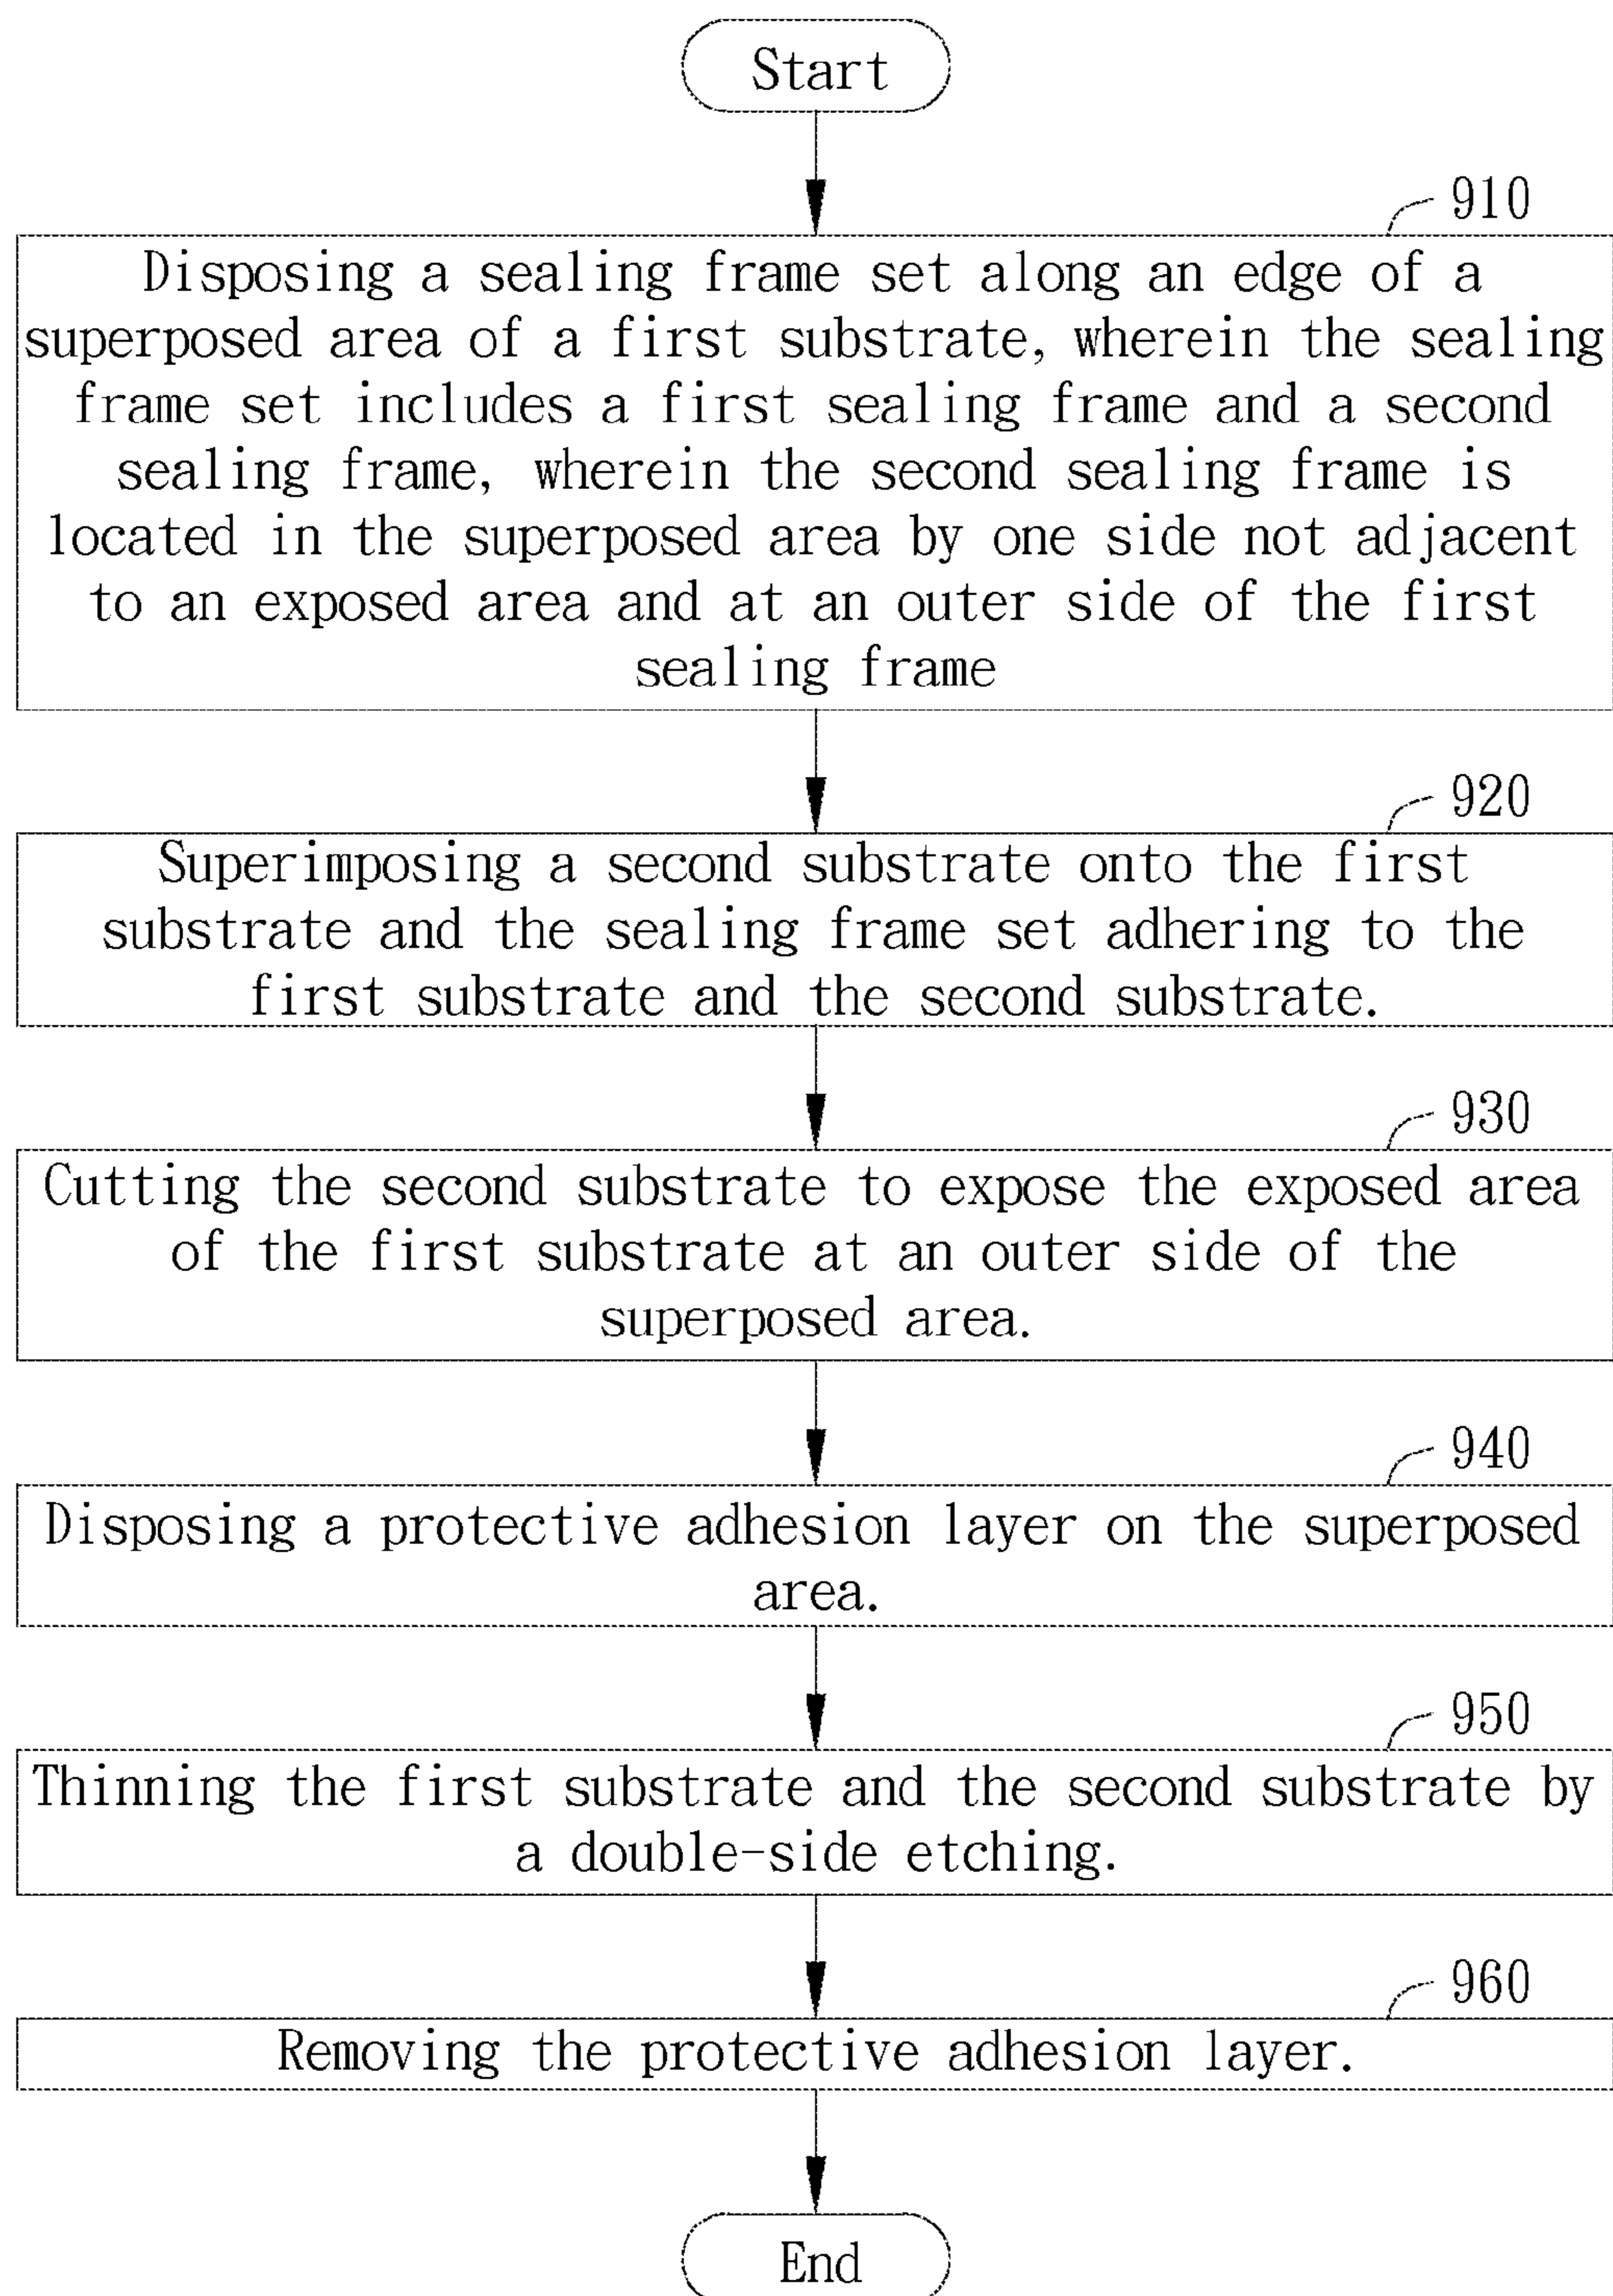 Start
910
Disposing a sealing frame set along an edge of a
superposed area of a first substrate, wherein the sealing
frame set includes a first sealing frame and a second
sealing frame, wherein the second sealing frame is
located in the superposed area by one side not adjacent
to an exposed area and at an outer side of the first
sealing frame
920
Superimposing a second substrate onto the first
substrate and the sealing frame set adhering to the
first substrate and the second substrate.
930
Cutting the second substrate to expose the exposed area
of the first substrate at an outer side of the
superposed area.
940
Disposing a protective adhesion layer on the superposed
area.
950
Thinning the first substrate and the second substrate by
a double-side etching.
960
Removing the protective adhesion layer.
End